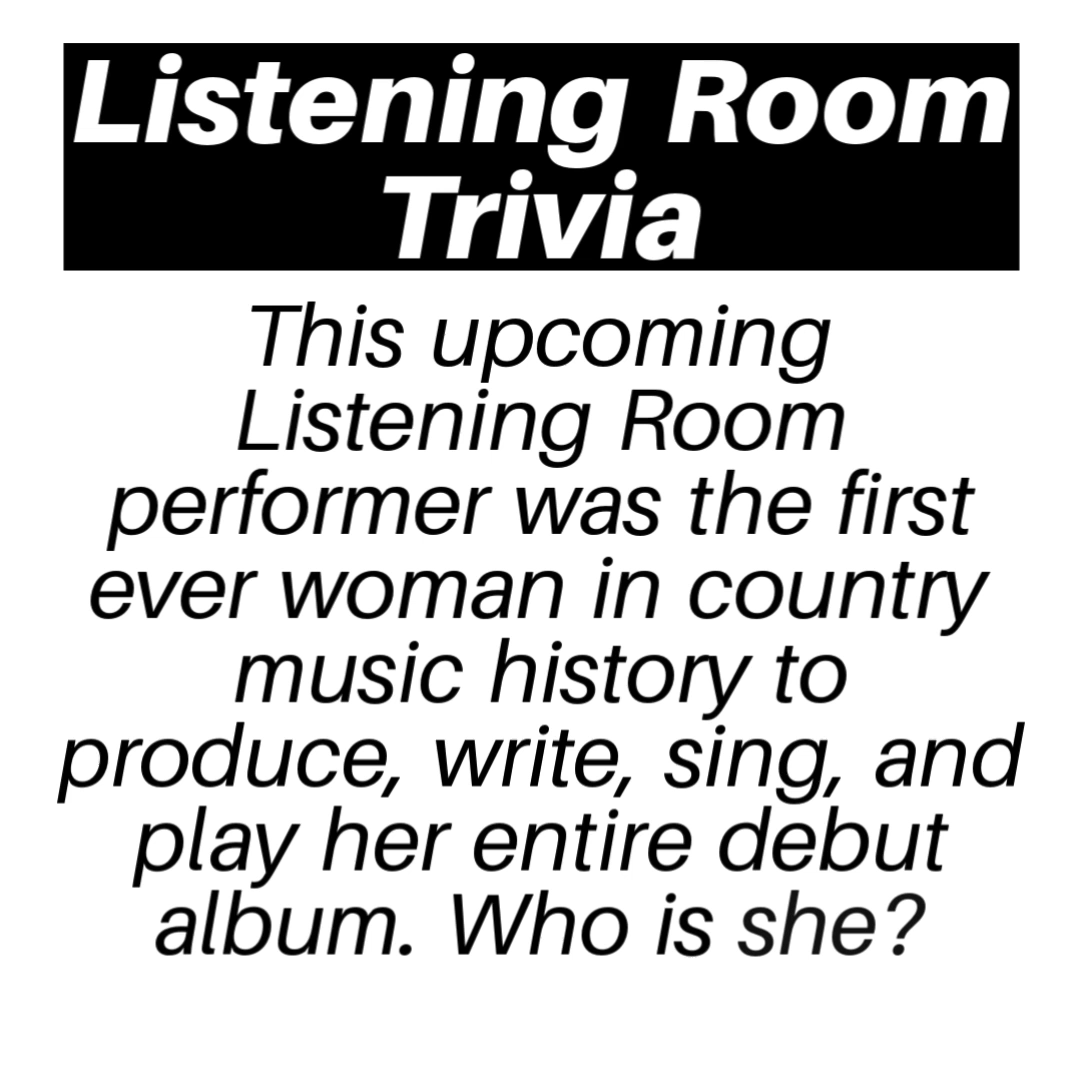 Listening Room
Trivia
This upcoming
Listening Room
performer was the first
ever woman in country
music history to
produce, write, sing, and
play her entire debut
album. Who is she?